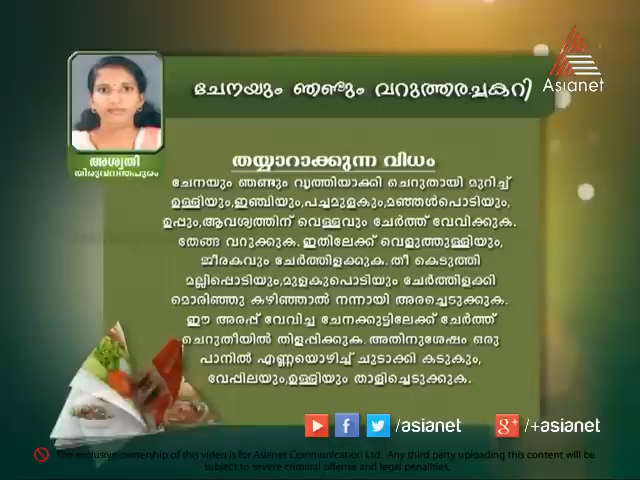 ചേനയും ഞണ്ടും വറുത്തരച്ചകറി
Asianet
അശ്വതി
തിരുവനന്തപുരം
തയ്യാറാക്കുന്ന വിധം
ചേനയും ഞണ്ടും വൃത്തിയാക്കി ചെറുതായി മുറിച്ച്
ഉള്ളിയും,ഇഞ്ചിയും,പച്ചമുളകും,മഞ്ഞൾപൊടിയും,
ഉപ്പും,ആവശ്യത്തിന് വെള്ളവും ചേർത്ത് വേവിക്കുക.
തേങ്ങ വറുക്കുക.ഇതിലേക്ക് വെളുത്തുള്ളിയും,
ജീരകവും ചേർത്തിളക്കുക.തീ കെടുത്തി
മല്ലിപ്പൊടിയും,മുളകുപൊടിയും ചേർത്തിളക്കി
മൊരിഞ്ഞു കഴിഞ്ഞാൽ നന്നായി അരച്ചെടുക്കുക.
ഈ അരപ്പ് വേവിച്ച ചേനക്കൂട്ടിലേക്ക് ചേർത്ത്
ചെറുതീയിൽ തിളപ്പിക്കുക.അതിനുശേഷം ഒരു
പാനിൽ എണ്ണയൊഴിച്ച് ചൂടാക്കി കടുകും,
വേപ്പിലയും,ഉള്ളിയും താളിച്ചെടുക്കുക.
/asianet /+asianet
The exclusive ownership of this video is for Asianet Communication Ltd. Any third party uploading this content will be
subject to severe criminal offense and legal penalities.